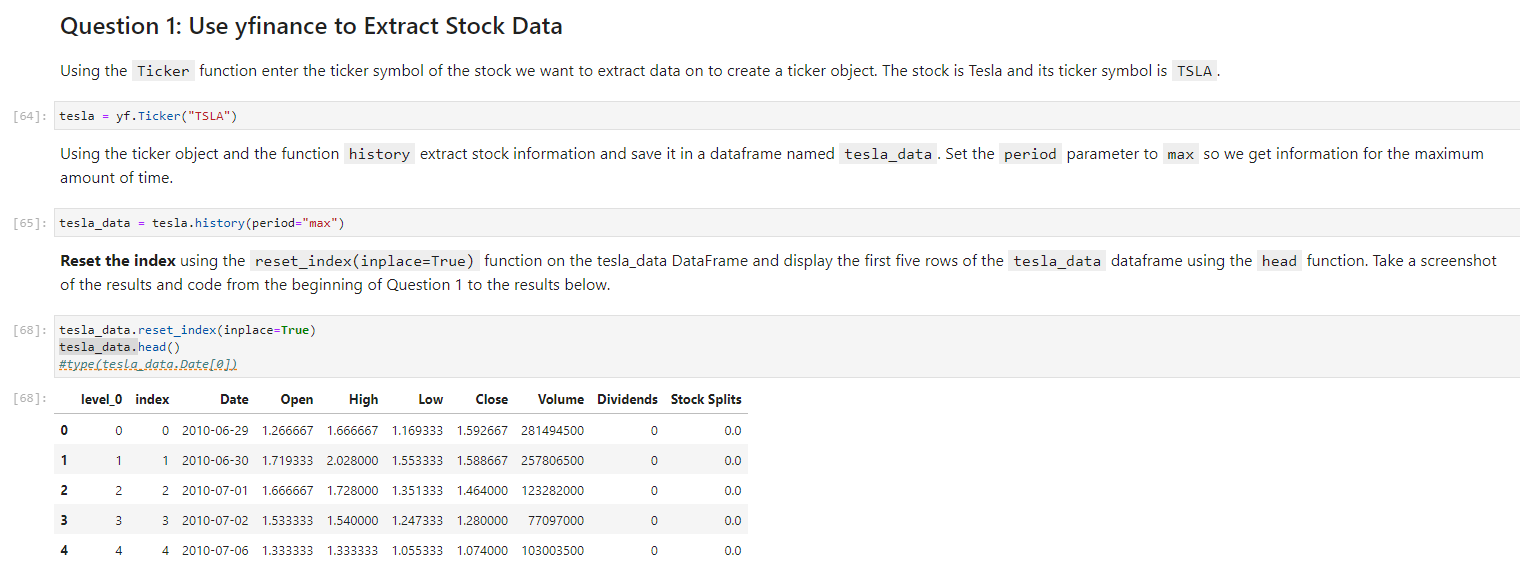 Question 1: Use yfinance to Extract Stock Data
Using the Ticker function enter the ticker symbol of the stock we want to extract data on to create a ticker object. The stock is Tesla and its ticker symbol is TSLA.
[64]: tesla = yf.Ticker("TSLA")
Using the ticker object and the function history extract stock information and save it in a dataframe named tesla_data. Set the period parameter to max so we get information for the maximum
amount of time.
[65]: tesla_data = tesla.history(period="max")
Reset the index using the reset_index(inplace=True) function on the tesla_data DataFrame and display the first five rows of the tesla_data dataframe using the head function. Take a screenshot
of the results and code from the beginning of Question 1 to the results below.
[68]: tesla_data.reset_index(inplace=True)
tesla_data.head()
#type(tesla_data.Date[0])
[68]: level_0 index Date Open High Low Close Volume Dividends Stock Splits
0 0 0 2010-06-29 1.266667 1.666667 1.169333 1.592667 281494500 0 0.0
1 1 1 2010-06-30 1.719333 2.028000 1.553333 1.588667 257806500 0 0.0
2 2 2 2010-07-01 1.666667 1.728000 1.351333 1.464000 123282000 0 0.0
3 3 3 2010-07-02 1.533333 1.540000 1.247333 1.280000 77097000 0 0.0
4 4 4 2010-07-06 1.333333 1.333333 1.055333 1.074000 103003500 0 0.0